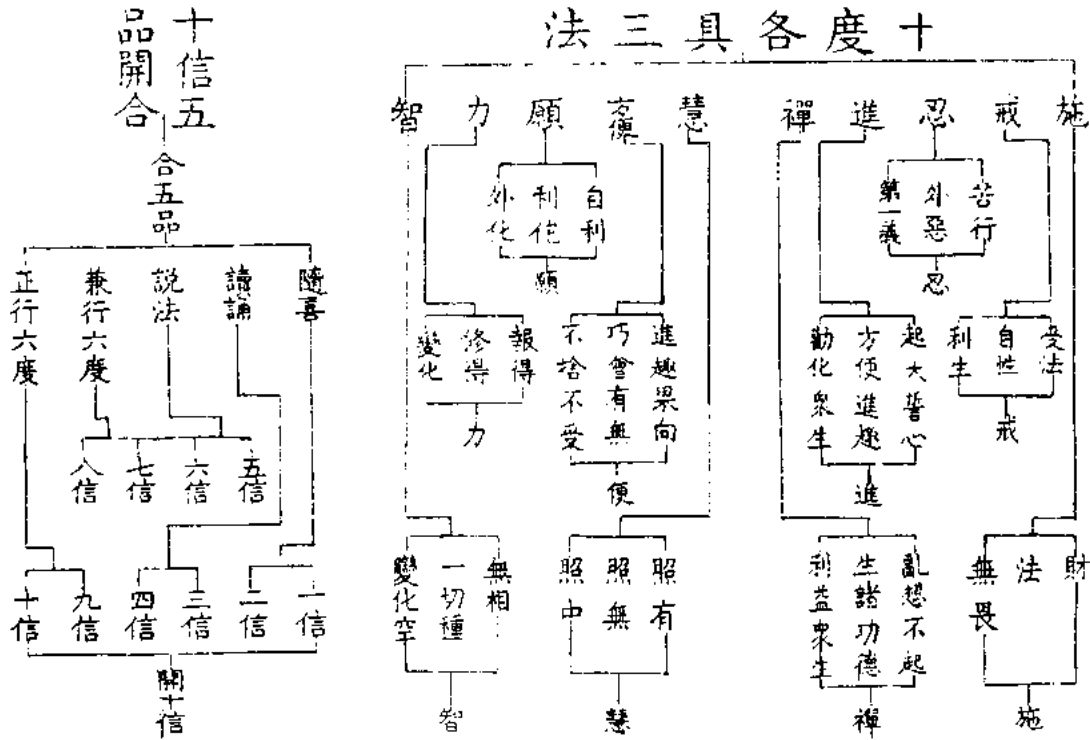 十度各具三法
施
戒
忍
進
禪
慧
方便
願
力
智
苦行
外惡
第一義
忍
受法
自性
利生
戒
起大誓心
方便進趣
勸化眾生
進
財
法
無畏
施
亂想不起
生諸功德
利益眾生
禪
自利
利佗
外化
願
進趣果向
巧會有無
不捨不受
便
報得
修得
變化
力
照有
照無
照中
慧
無相
一切種
變化空
智
十信五
品開合
合五品
隨喜
讀誦
説法
兼行六度
正行六度
五信
六信
七信
八信
一信
二信
三信
四信
九信
十信
開十信